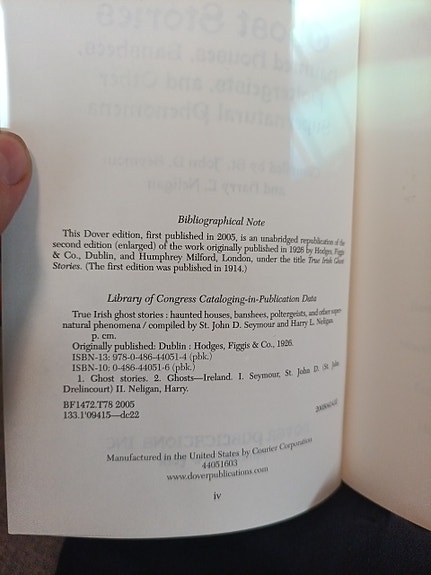 Bibliographical Note
This Dover edition, first published in 2005, is an unabridged republication of the
second edition (enlarged) of the work originally published in 1926 by Hodges, Figgis
& Co., Dublin, and Humphrey Milford, London, under the title True Irish Ghost
Stories. (The first edition was published in 1914.)
Library of Congress Cataloging-in-Publication Data
True Irish ghost stories : haunted houses, banshees, poltergeists, and other super-
natural phenomena / compiled by St. John D. Seymour and Harry L. Neligan.
p. cm.
Originally published: Dublin : Hodges, Figgis & Co., 1926.
ISBN-13: 978-0-486-44051-4 (pbk.)
ISBN-10: 0-486-44051-6 (pbk.)
1. Ghost stories. 2. Ghosts—Ireland. I. Seymour, St. John D. (St. John
Drelincourt) II. Neligan, Harry.
BF1472.T78 2005
133.1'09415—dc22
Manufactured in the United States by Courier Corporation
44051603
www.doverpublications.com
iv